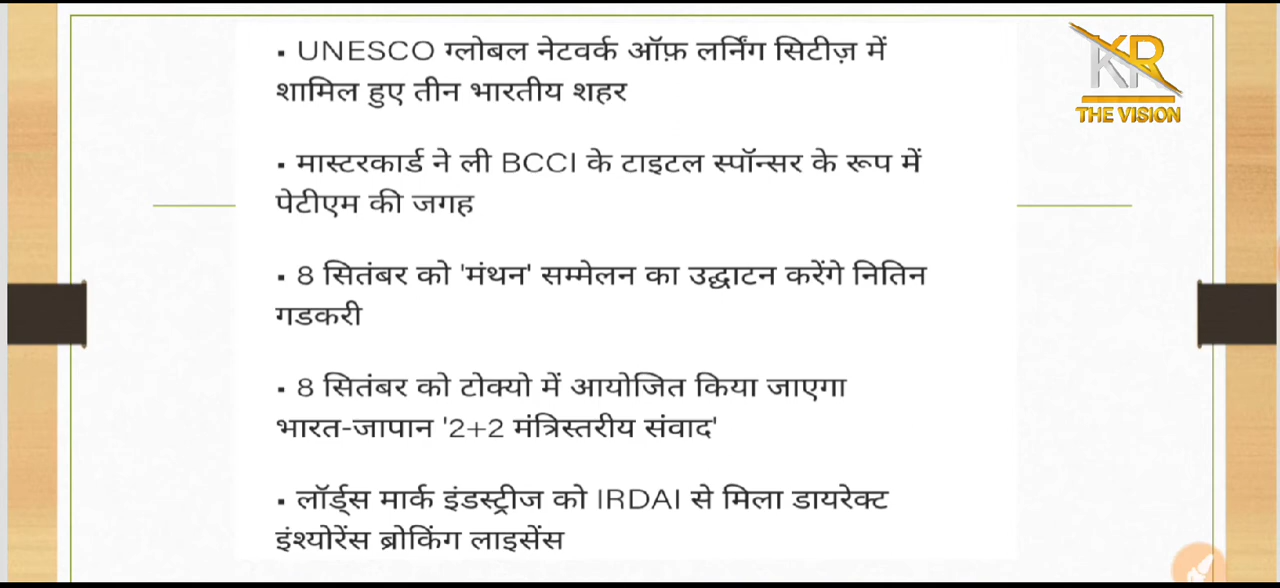 ▪ UNESCO ग्लोबल नेटवर्क ऑफ़ लर्निंग सिटीज़ में
शामिल हुए तीन भारतीय शहर
▪ मास्टरकार्ड ने ली BCCI के टाइटल स्पॉन्सर के रूप में
पेटीएम की जगह
▪ 8 सितंबर को 'मंथन' सम्मेलन का उद्घाटन करेंगे नितिन
गडकरी
▪ 8 सितंबर को टोक्यो में आयोजित किया जाएगा
भारत-जापान '2+2 मंत्रिस्तरीय संवाद'
▪ लॉर्ड्स मार्क इंडस्ट्रीज को IRDAI से मिला डायरेक्ट
इंश्योरेंस ब्रोकिंग लाइसेंस
KR
THE VISION